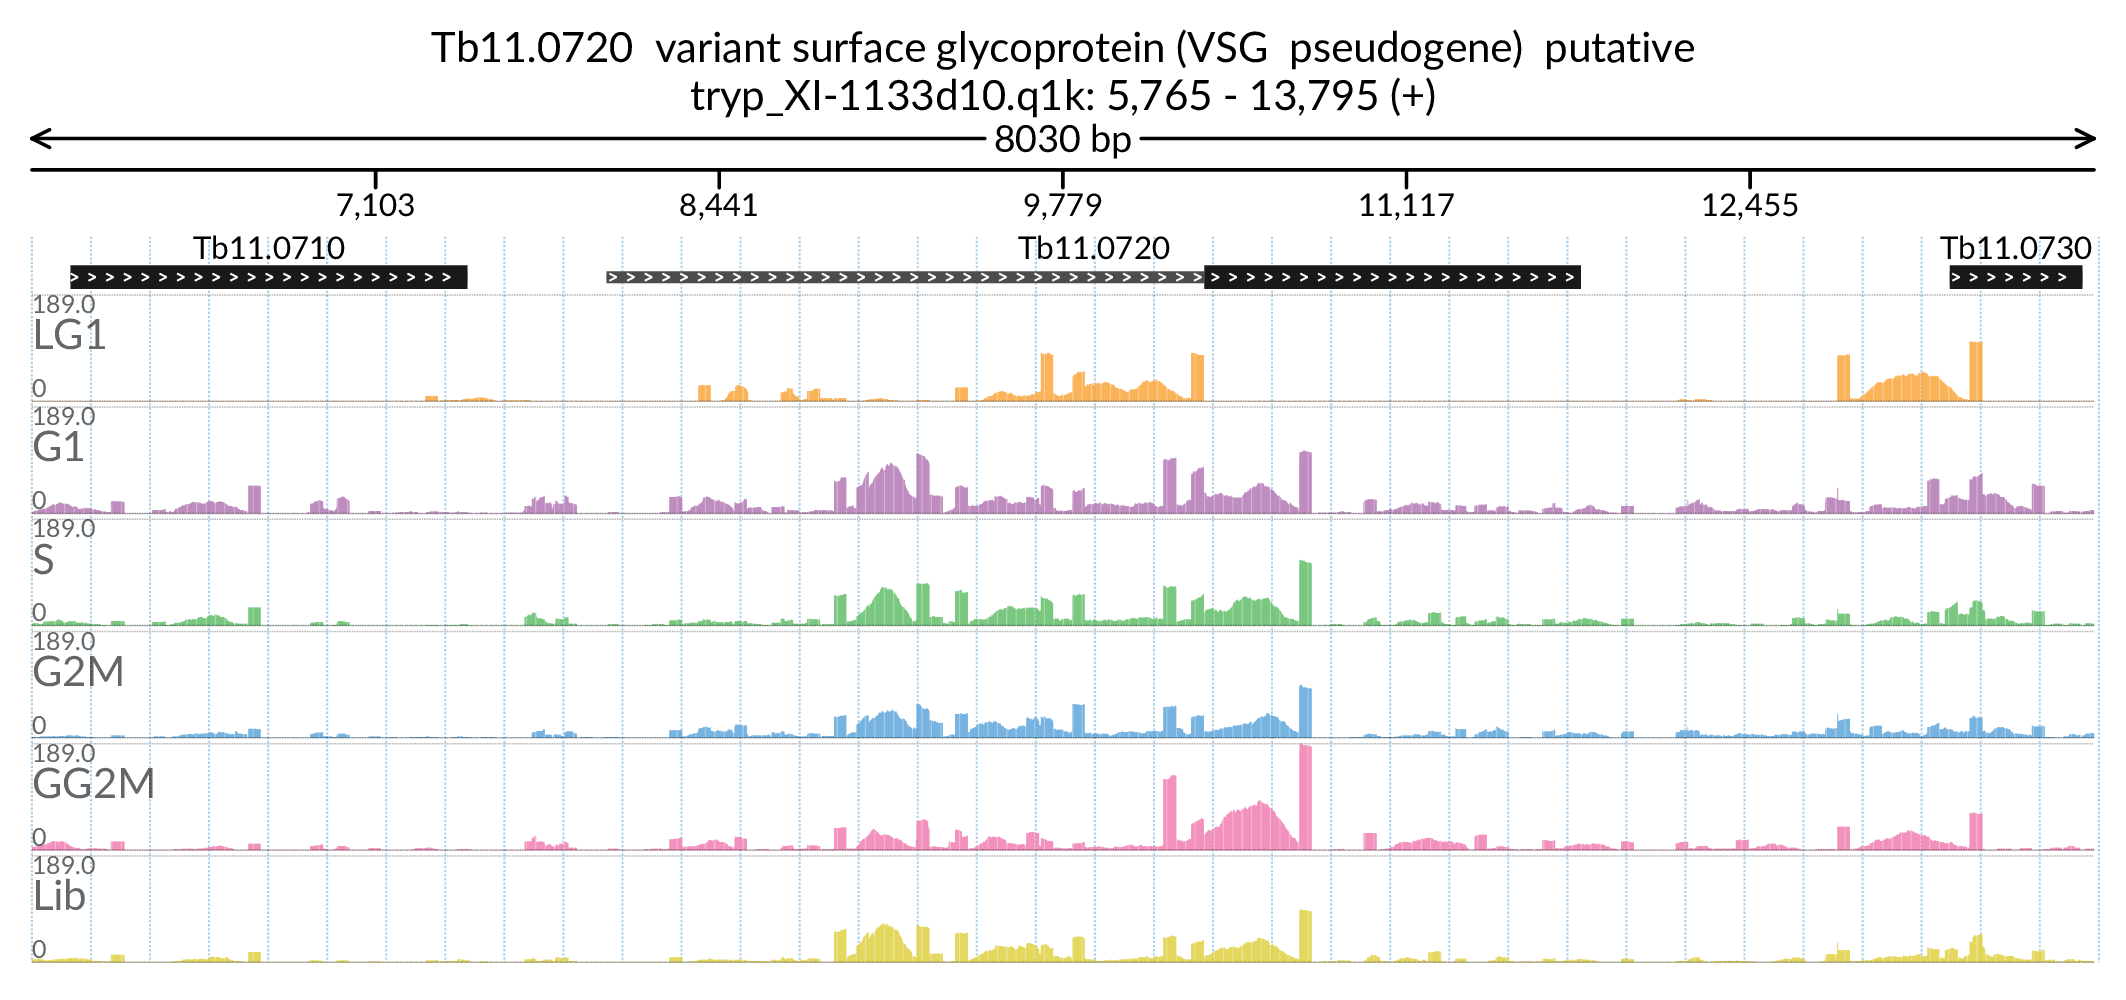 Tb11.0720 variant surface glycoprotein (VSG pseudogene) putative
tryp_XI-1133d10.q1k: 5,765 - 13,795 (+)
8030 bp
7,103 8,441 9,779 11,117 12,455
Tb11.0710 Tb11.0720 Tb11.0730
189.0
LG1
0
189.0
G1
0
189.0
S
0
189.0
G2M
0
189.0
GG2M
0
189.0
Lib
0